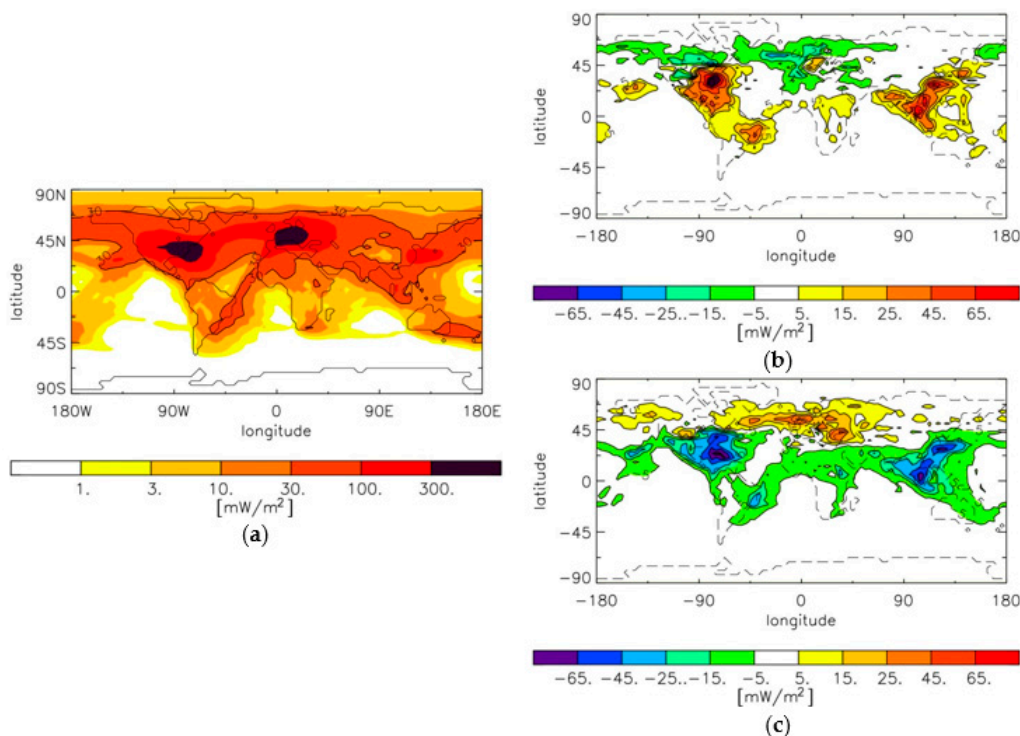 90N
45N
0
45S
90S
latitude
180W
90W
0
90E
180E
longitude
1.
3.
10.
30.
100.
300.
[mW/m²]
(a)
90
45
0
−45
−90
latitude
−180
−90
0
90
180
longitude
−65.
−45.
−25.
−15.
−5.
5.
15.
25.
45.
65.
[mW/m²]
(b)
90
45
0
−45
−90
latitude
−180
−90
0
90
180
longitude
−65.
−45.
−25..
−15.
−5.
5.
15.
25.
45.
65.
[mW/m²]
(c)